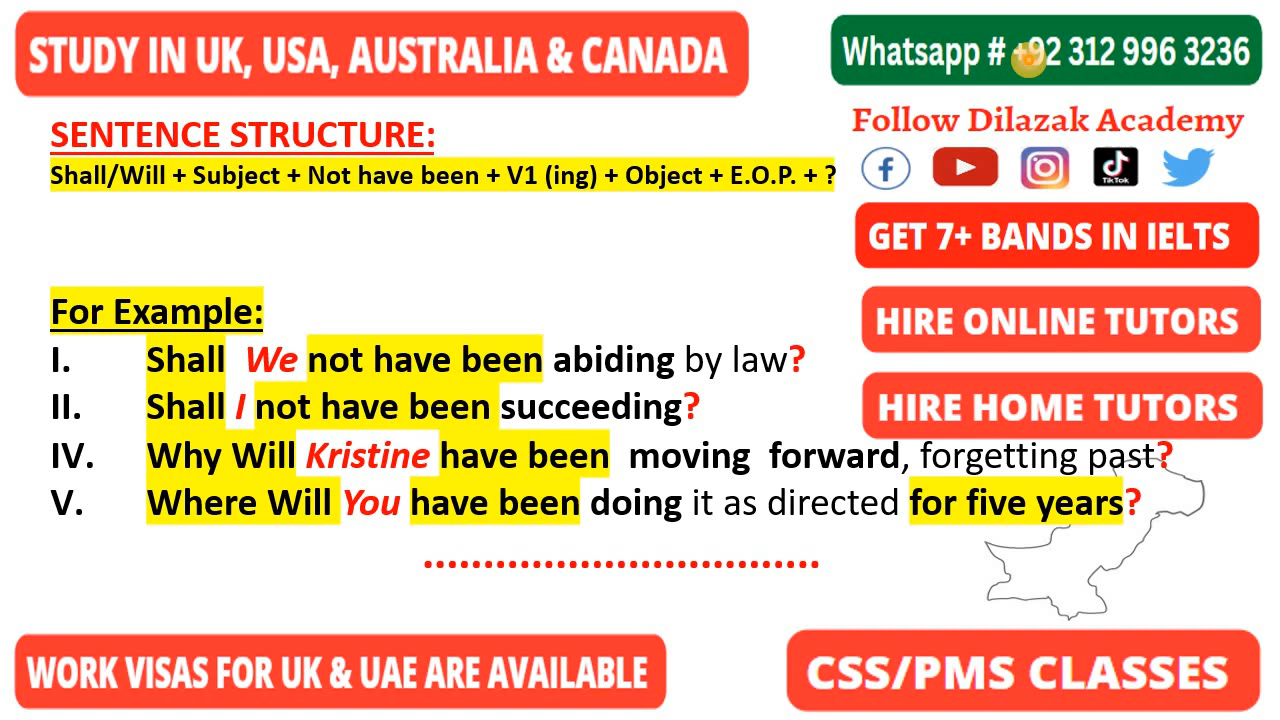 STUDY IN UK, USA, AUSTRALIA & CANADA
Whatsapp # +92 312 996 3236
SENTENCE STRUCTURE:
Shall/Will + Subject + Not have been + V1 (ing) + Object + E.O.P. + ?
Follow Dilazak Academy
TikTok
GET 7+ BANDS IN IELTS
HIRE ONLINE TUTORS
HIRE HOME TUTORS
For Example:
I. Shall We not have been abiding by law?
II. Shall I not have been succeeding?
IV. Why Will Kristine have been moving forward, forgetting past?
V. Where Will You have been doing it as directed for five years?
.................................
WORK VISAS FOR UK & UAE ARE AVAILABLE
CSS/PMS CLASSES